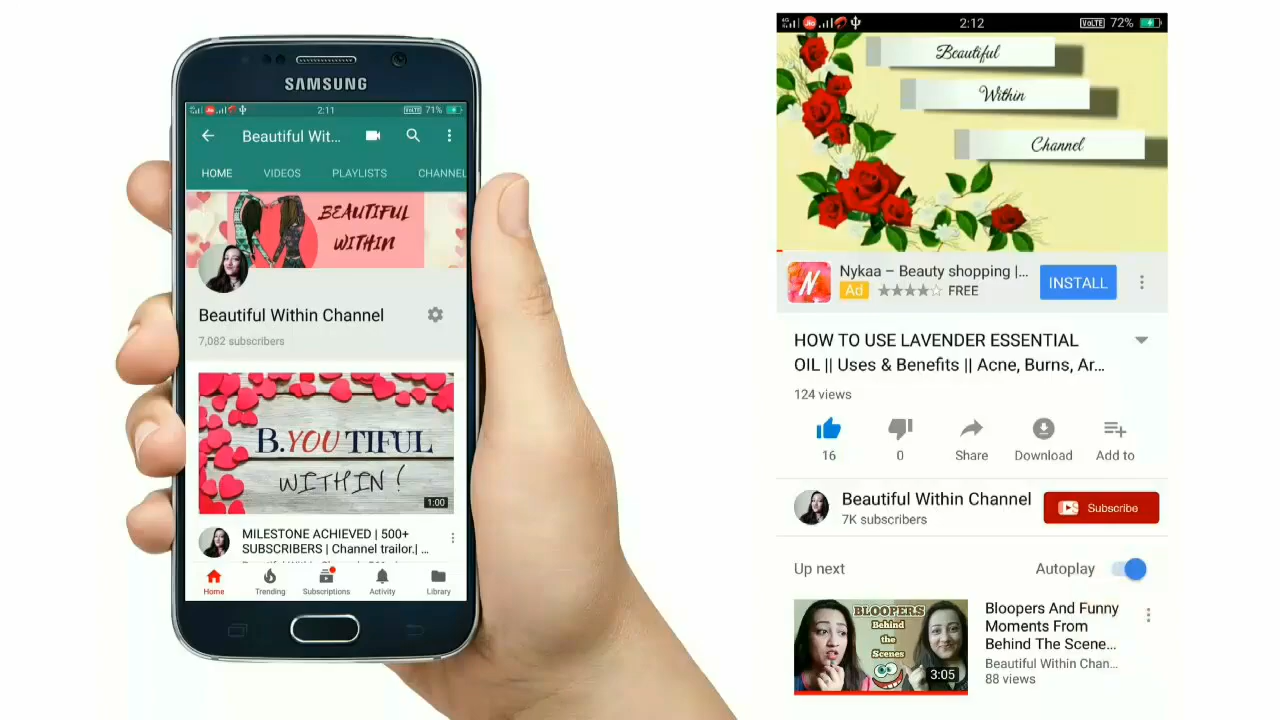 SAMSUNG
2:11
VoLTE 71%
Beautiful Wit...
HOME VIDEOS PLAYLISTS CHANNEL
BEAUTIFUL
WITHIN
Beautiful Within Channel
7,082 subscribers
B.YOUTIFUL
WITHIN !
1:00
MILESTONE ACHIEVED | 500+
SUBSCRIBERS | Channel trailor.| ...
Home Trending Subscriptions Activity Library
Jio 2:12 VoLTE 72%
Beautiful
Within
Channel
N
Nykaa – Beauty shopping |...
Ad FREE
INSTALL
HOW TO USE LAVENDER ESSENTIAL
OIL || Uses & Benefits || Acne, Burns, Ar...
124 views
16 0 Share Download Add to
Beautiful Within Channel
7K subscribers
Subscribe
Up next Autoplay
BLOOPERS
Behind
the
Scenes
3:05
Bloopers And Funny
Moments From
Behind The Scene...
Beautiful Within Chan...
88 views